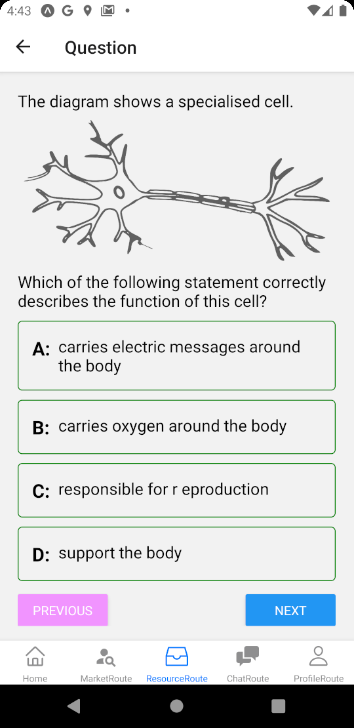 4:43
Question
The diagram shows a specialised cell.
Which of the following statement correctly
describes the function of this cell?
A: carries electric messages around
the body
B: carries oxygen around the body
C: responsible for r eproduction
D: support the body
PREVIOUS NEXT
Home MarketRoute ResourceRoute ChatRoute ProfileRoute